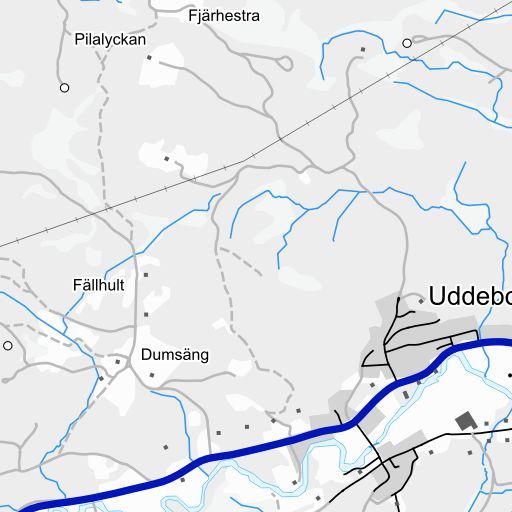 Fjärhestra
Pilalyckan
Fällhult
Uddebo
Dumsäng